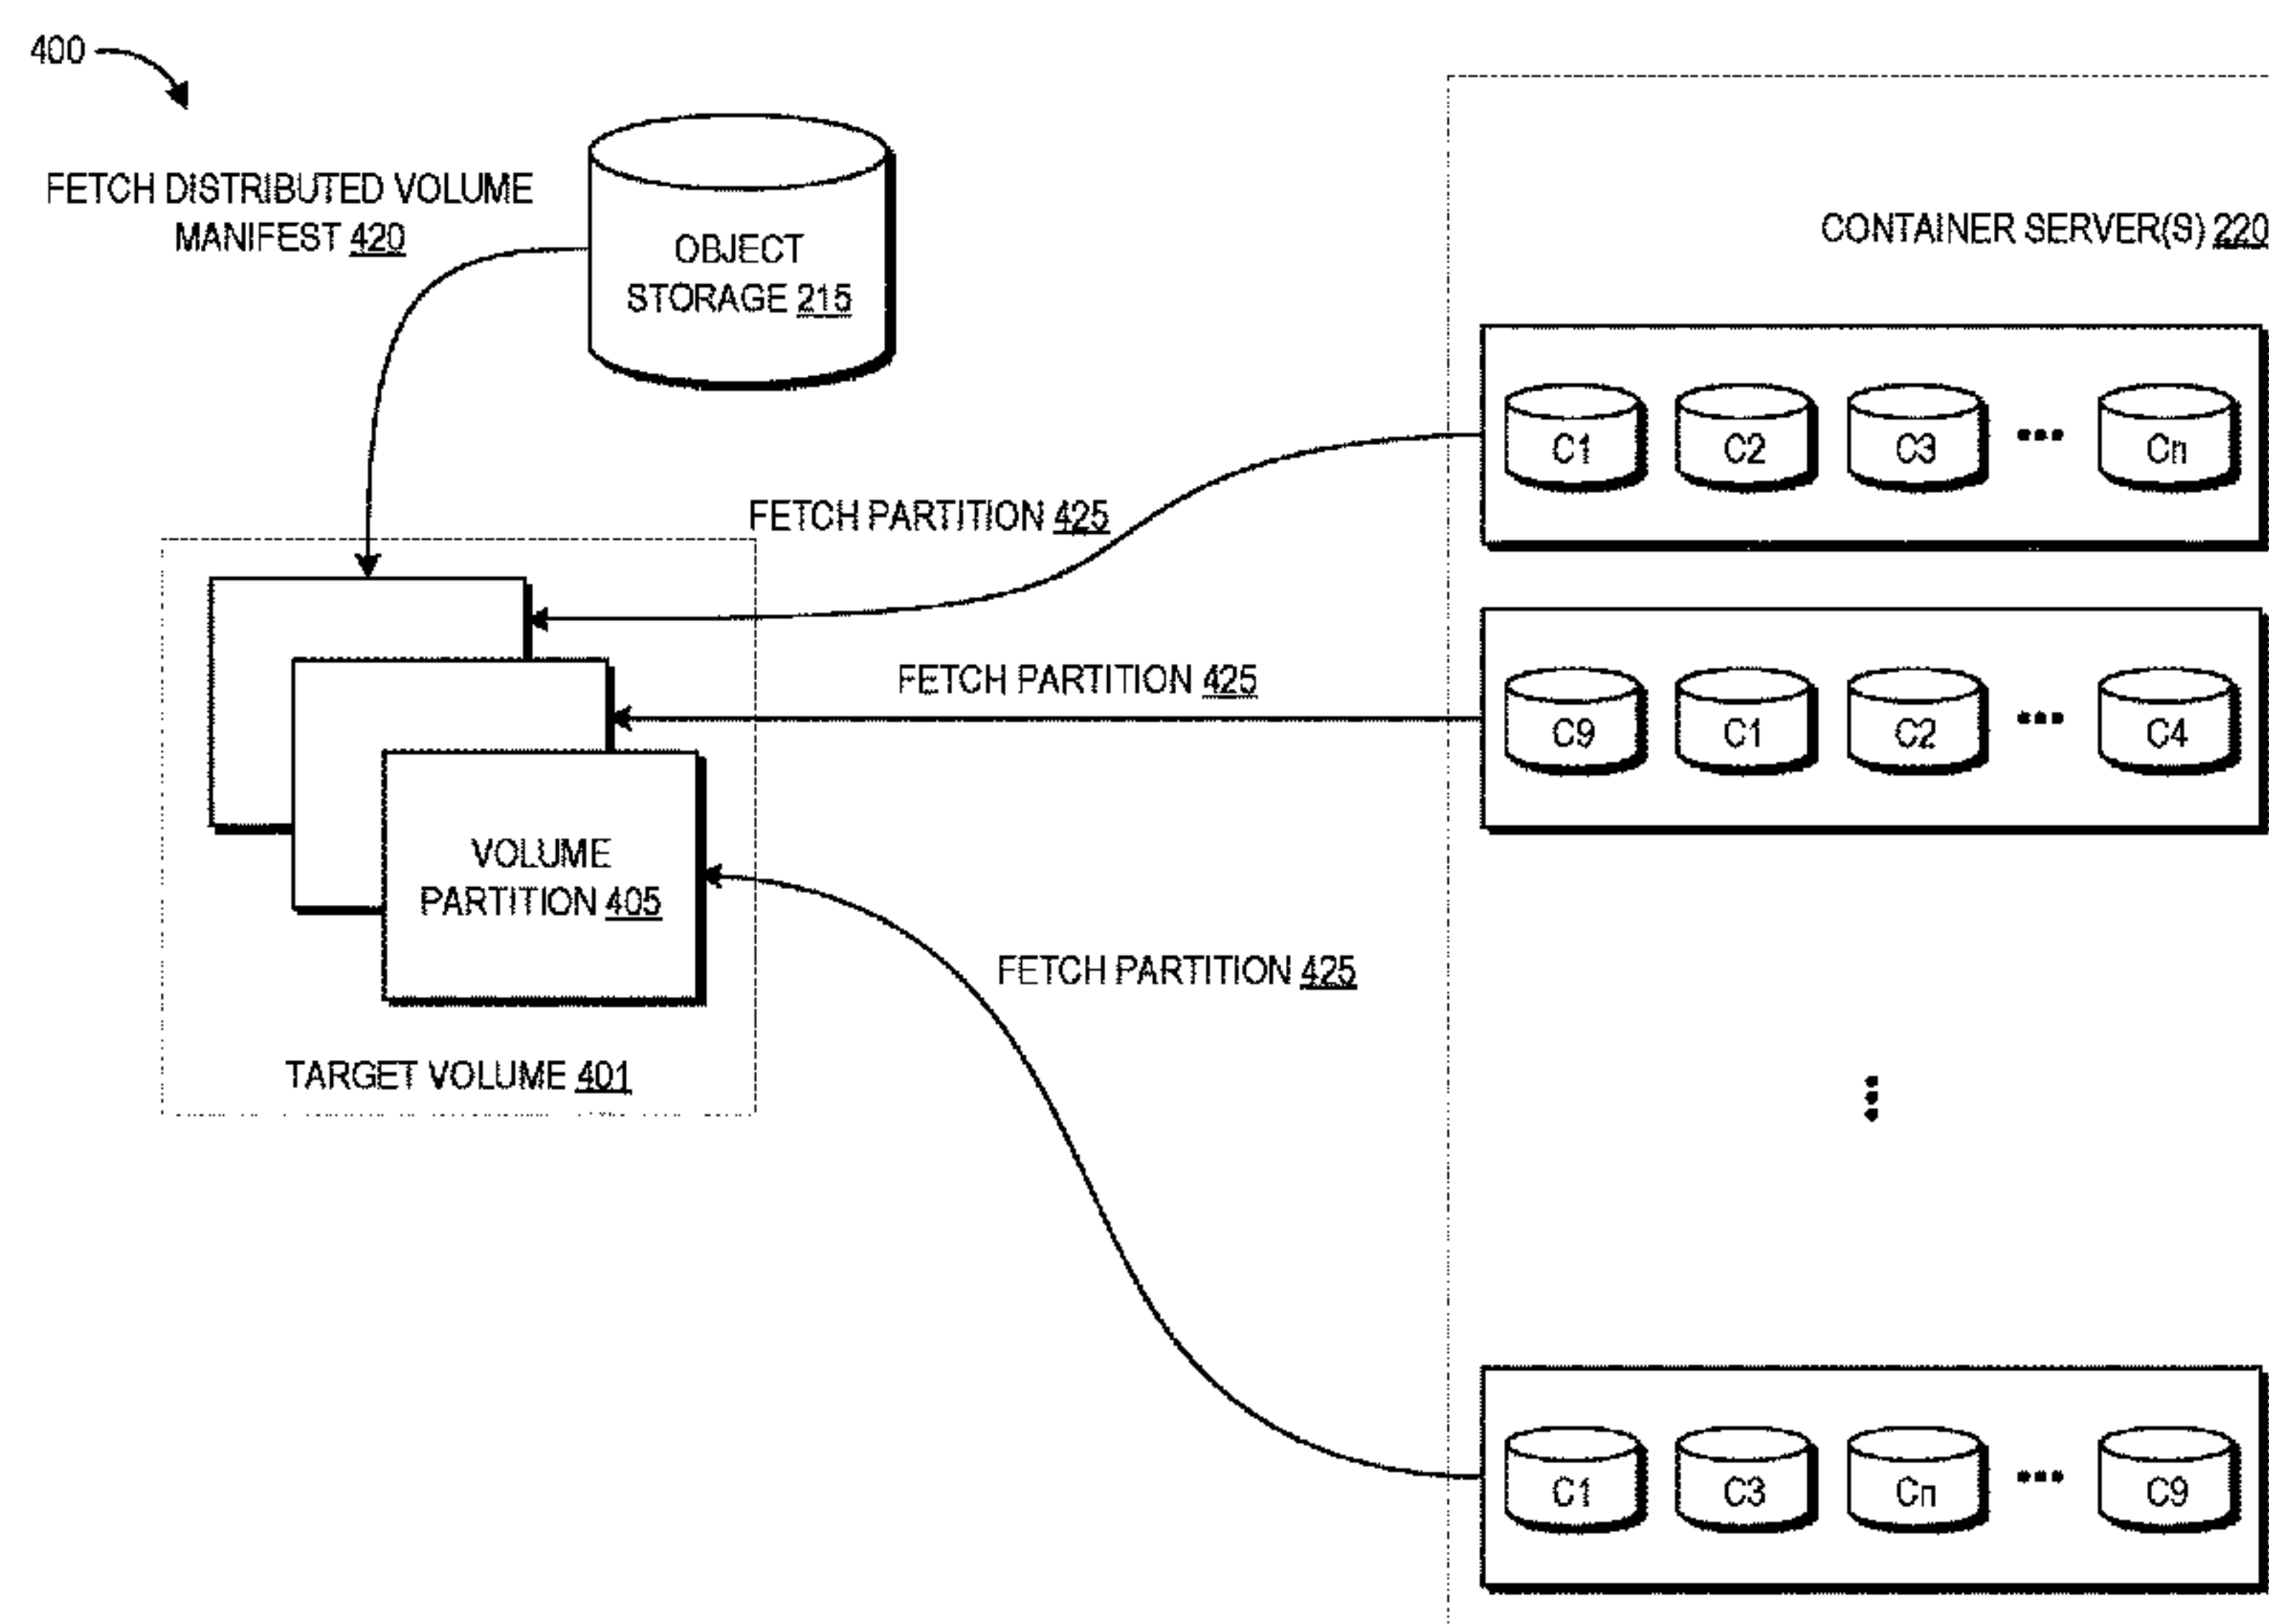 400
FETCH DISTRIBUTED VOLUME
MANIFEST 420
OBJECT
STORAGE 215
CONTAINER SERVER(S) 220
C1 C2 C3 ••• Cn
FETCH PARTITION 425
FETCH PARTITION 425
C9 C1 C2 ••• C4
VOLUME
PARTITION 405
FETCH PARTITION 425
TARGET VOLUME 401
C1 C3 Cn ••• C9